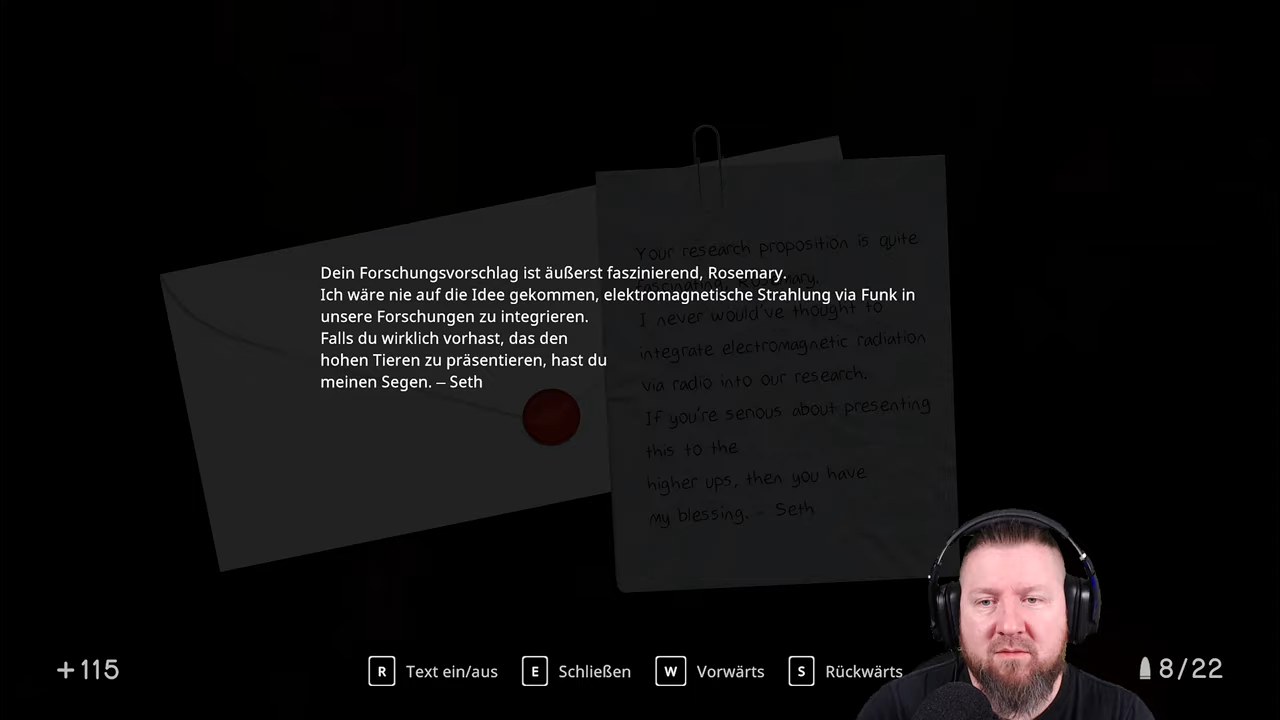 Dein Forschungsvorschlag ist äußerst faszinierend, Rosemary.
Ich wäre nie auf die Idee gekommen, elektromagnetische Strahlung via Funk in
unsere Forschungen zu integrieren.
Falls du wirklich vorhast, das den
hohen Tieren zu präsentieren, hast du
meinen Segen. – Seth
Your research proposition is quite
fascinating, Rosemary.
I never would've thought to
integrate electromagnetic radiation
via radio into our research.
If you're serious about presenting
this to the
higher ups, then you have
my blessing. – Seth
+115
R Text ein/aus E Schließen W Vorwärts S Rückwärts
8/22